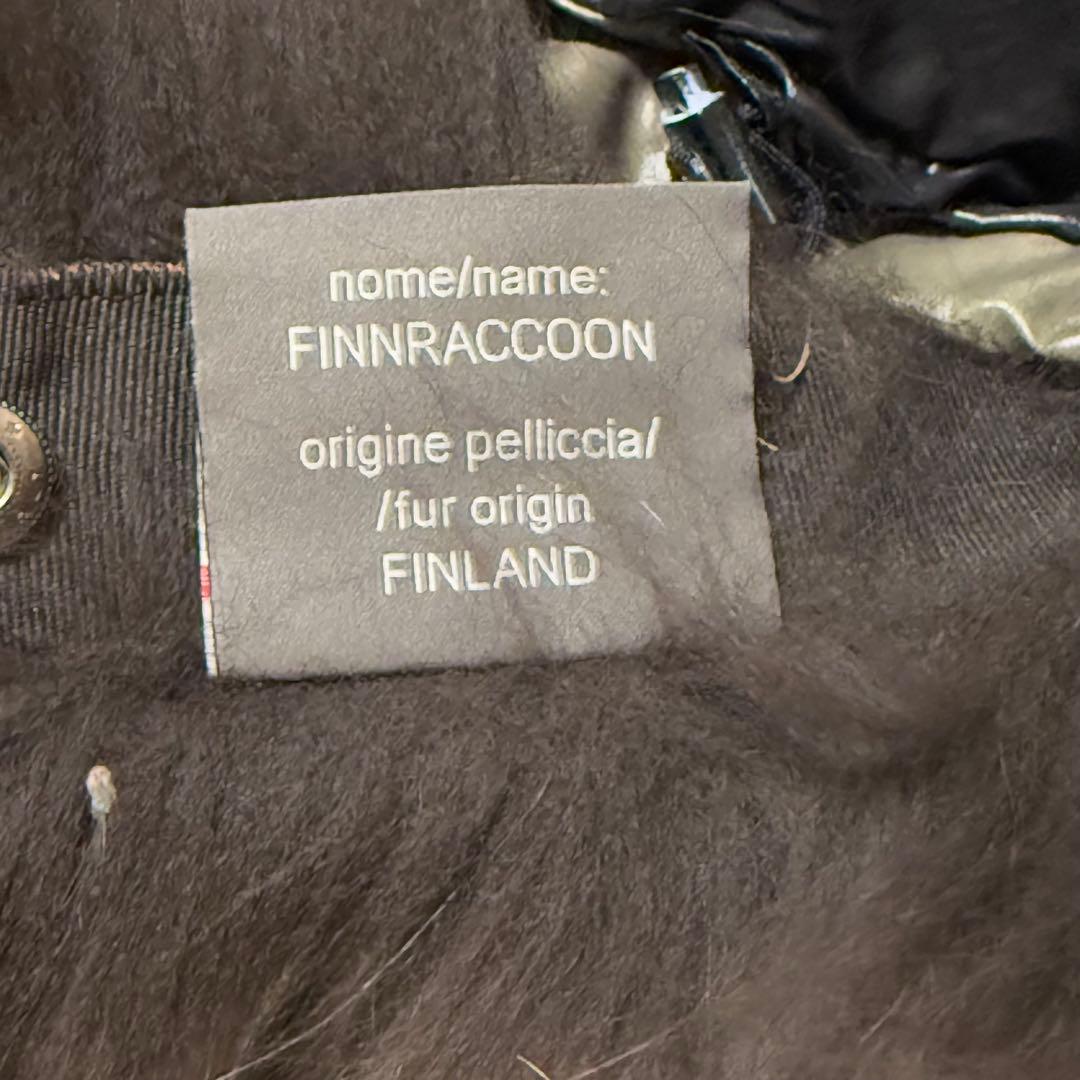 nome/name:
FINNRACCOON
origine pelliccia/
/fur origin
FINLAND